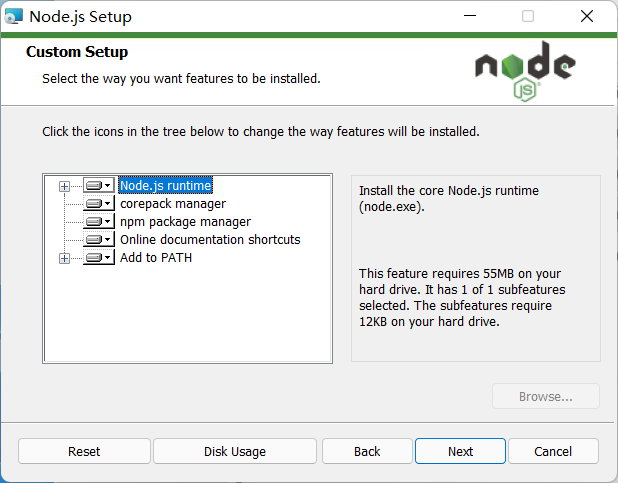 Node.js Setup
Custom Setup
Select the way you want features to be installed.
node
JS
Click the icons in the tree below to change the way features will be installed.
Node.js runtime
corepack manager
npm package manager
Online documentation shortcuts
Add to PATH
Install the core Node.js runtime
(node.exe).
This feature requires 55MB on your
hard drive. It has 1 of 1 subfeatures
selected. The subfeatures require
12KB on your hard drive.
Browse...
Reset
Disk Usage
Back
Next
Cancel